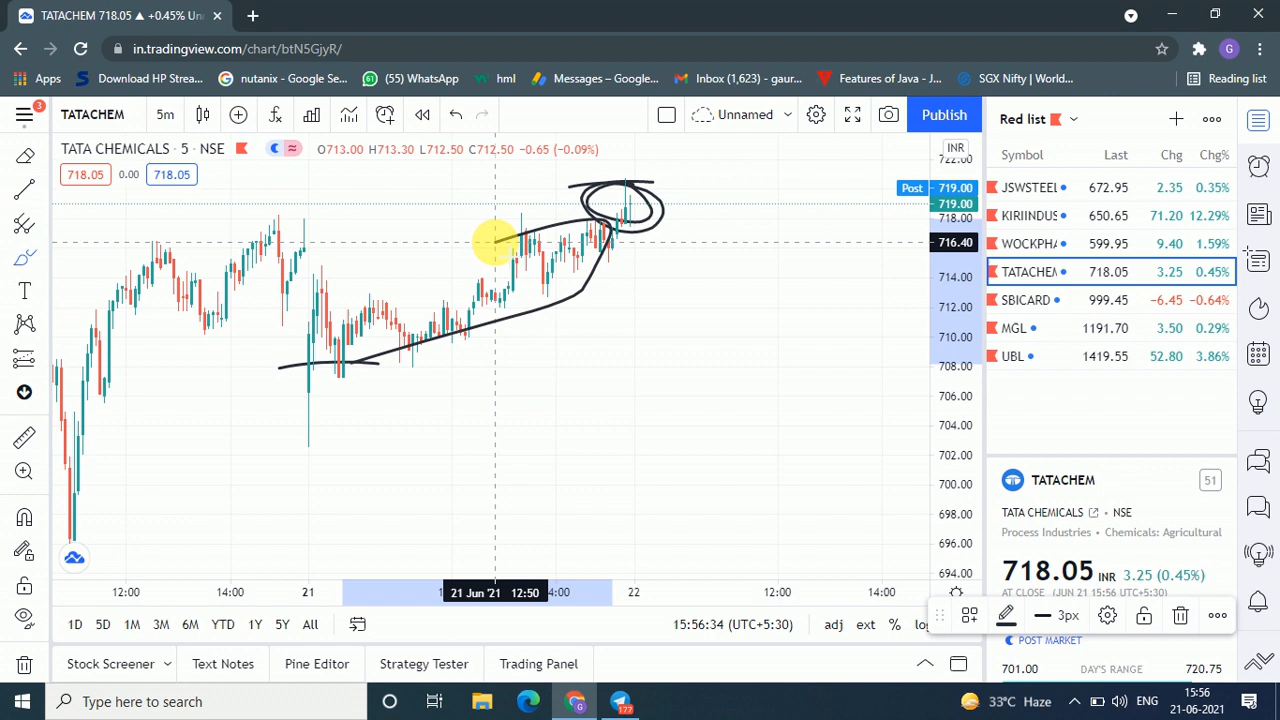 TATACHEM 718.05 ▲ +0.45% Un
in.tradingview.com/chart/btN5GjyR/
Apps
Download HP Strea...
nutanix - Google Se...
(55) WhatsApp
hml
Messages – Google...
Inbox (1,623) - gaur...
Features of Java - J...
SGX Nifty | World...
Reading list
3
TATACHEM
5m
Unnamed
Publish
Red list
TATA CHEMICALS · 5 · NSE
O713.00 H713.30 L712.50 C712.50 -0.65 (-0.09%)
718.05 0.00 718.05
INR
722.00
Post 719.00
719.00
718.00
716.40
714.00
712.00
710.00
708.00
706.00
704.00
702.00
700.00
698.00
696.00
694.00
Symbol Last Chg Chg%
JSWSTEEL 672.95 2.35 0.35%
KIRIINDUS 650.65 71.20 12.29%
WOCKPHA 599.95 9.40 1.59%
TATACHEM 718.05 3.25 0.45%
SBICARD 999.45 -6.45 -0.64%
MGL 1191.70 3.50 0.29%
UBL 1419.55 52.80 3.86%
TATACHEM
51
TATA CHEMICALS • NSE
Process Industries • Chemicals: Agricultural
718.05 INR 3.25 (0.45%)
AT CLOSE (JUN 21 15:56 UTC+5:30)
POST MARKET
701.00 DAY'S RANGE 720.75
12:00 14:00 21 21 Jun '21 12:50 4:00 22 12:00 14:00
3px
1D 5D 1M 3M 6M YTD 1Y 5Y All
15:56:34 (UTC+5:30) adj ext %
Stock Screener
Text Notes
Pine Editor
Strategy Tester
Trading Panel
Type here to search
177
33°C Haze
ENG
15:56
21-06-2021